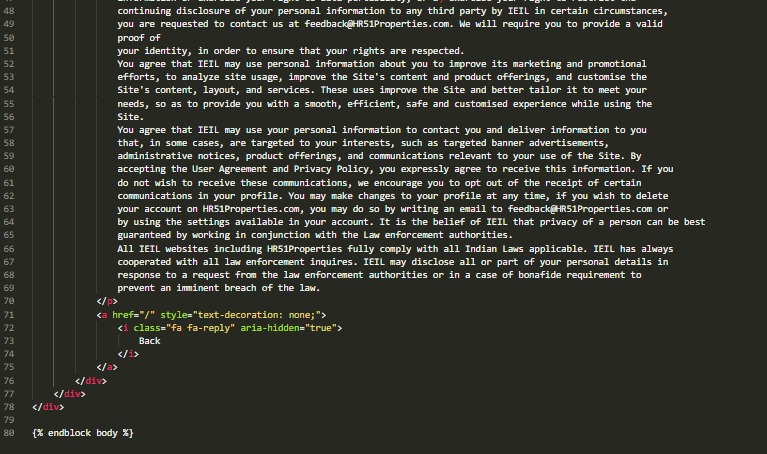 48 continuing disclosure of your personal information to any third party by IEIL in certain circumstances,
49 you are requested to contact us at feedback@HR51Properties.com. We will require you to provide a valid
50 proof of
51 your identity, in order to ensure that your rights are respected.
52 You agree that IEIL may use personal information about you to improve its marketing and promotional
53 efforts, to analyze site usage, improve the Site's content and product offerings, and customise the
54 Site's content, layout, and services. These uses improve the Site and better tailor it to meet your
55 needs, so as to provide you with a smooth, efficient, safe and customised experience while using the
56 Site.
57 You agree that IEIL may use your personal information to contact you and deliver information to you
58 that, in some cases, are targeted to your interests, such as targeted banner advertisements,
59 administrative notices, product offerings, and communications relevant to your use of the Site. By
60 accepting the User Agreement and Privacy Policy, you expressly agree to receive this information. If you
61 do not wish to receive these communications, we encourage you to opt out of the receipt of certain
62 communications in your profile. You may make changes to your profile at any time, if you wish to delete
63 your account on HR51Properties.com, you may do so by writing an email to feedback@HR51Properties.com or
64 by using the settings available in your account. It is the belief of IEIL that privacy of a person can be best
65 guaranteed by working in conjunction with the Law enforcement authorities.
66 All IEIL websites including HR51Properties fully comply with all Indian Laws applicable. IEIL has always
67 cooperated with all law enforcement inquires. IEIL may disclose all or part of your personal details in
68 response to a request from the law enforcement authorities or in a case of bonafide requirement to
69 prevent an imminent breach of the law.
70 </p>
71 <a href="/" style="text-decoration: none;">
72 <i class="fa fa-reply" aria-hidden="true">
73 Back
74 </i>
75 </a>
76 </div>
77 </div>
78 </div>
79
80 {% endblock body %}